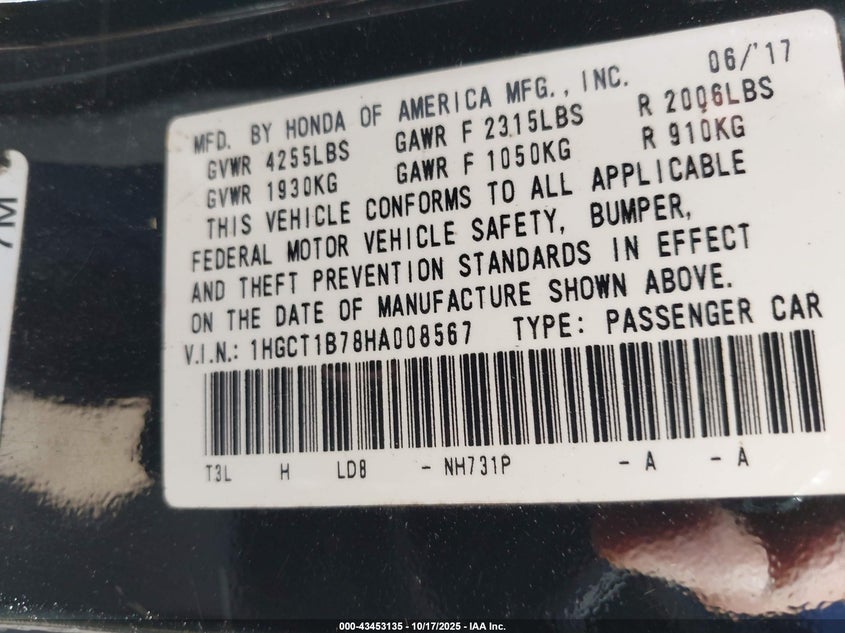 MFD. BY HONDA OF AMERICA MFG., INC. 06/'17
GVWR 4255LBS GAWR F 2315LBS R 2006LBS
GVWR 1930KG GAWR F 1050KG R 910KG
THIS VEHICLE CONFORMS TO ALL APPLICABLE
FEDERAL MOTOR VEHICLE SAFETY, BUMPER,
AND THEFT PREVENTION STANDARDS IN EFFECT
ON THE DATE OF MANUFACTURE SHOWN ABOVE.
V.I.N.: 1HGCT1B78HA008567 TYPE: PASSENGER CAR
T3L H LD8 - NH731P - A - A
7M
000-43453135 - 10/17/2025 - IAA Inc.